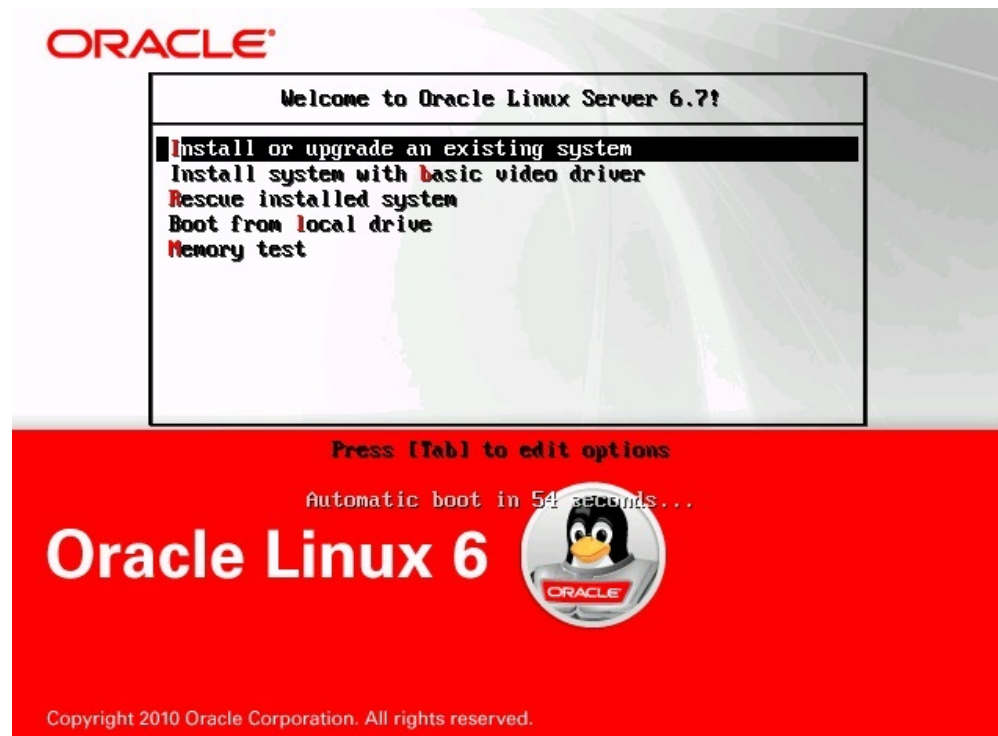 ORACLE®
Welcome to Oracle Linux Server 6.7!
Install or upgrade an existing system
Install system with basic video driver
Rescue installed system
Boot from local drive
Memory test
Press [Tab] to edit options
Automatic boot in 54 seconds...
Oracle Linux 6
ORACLE
Copyright 2010 Oracle Corporation. All rights reserved.